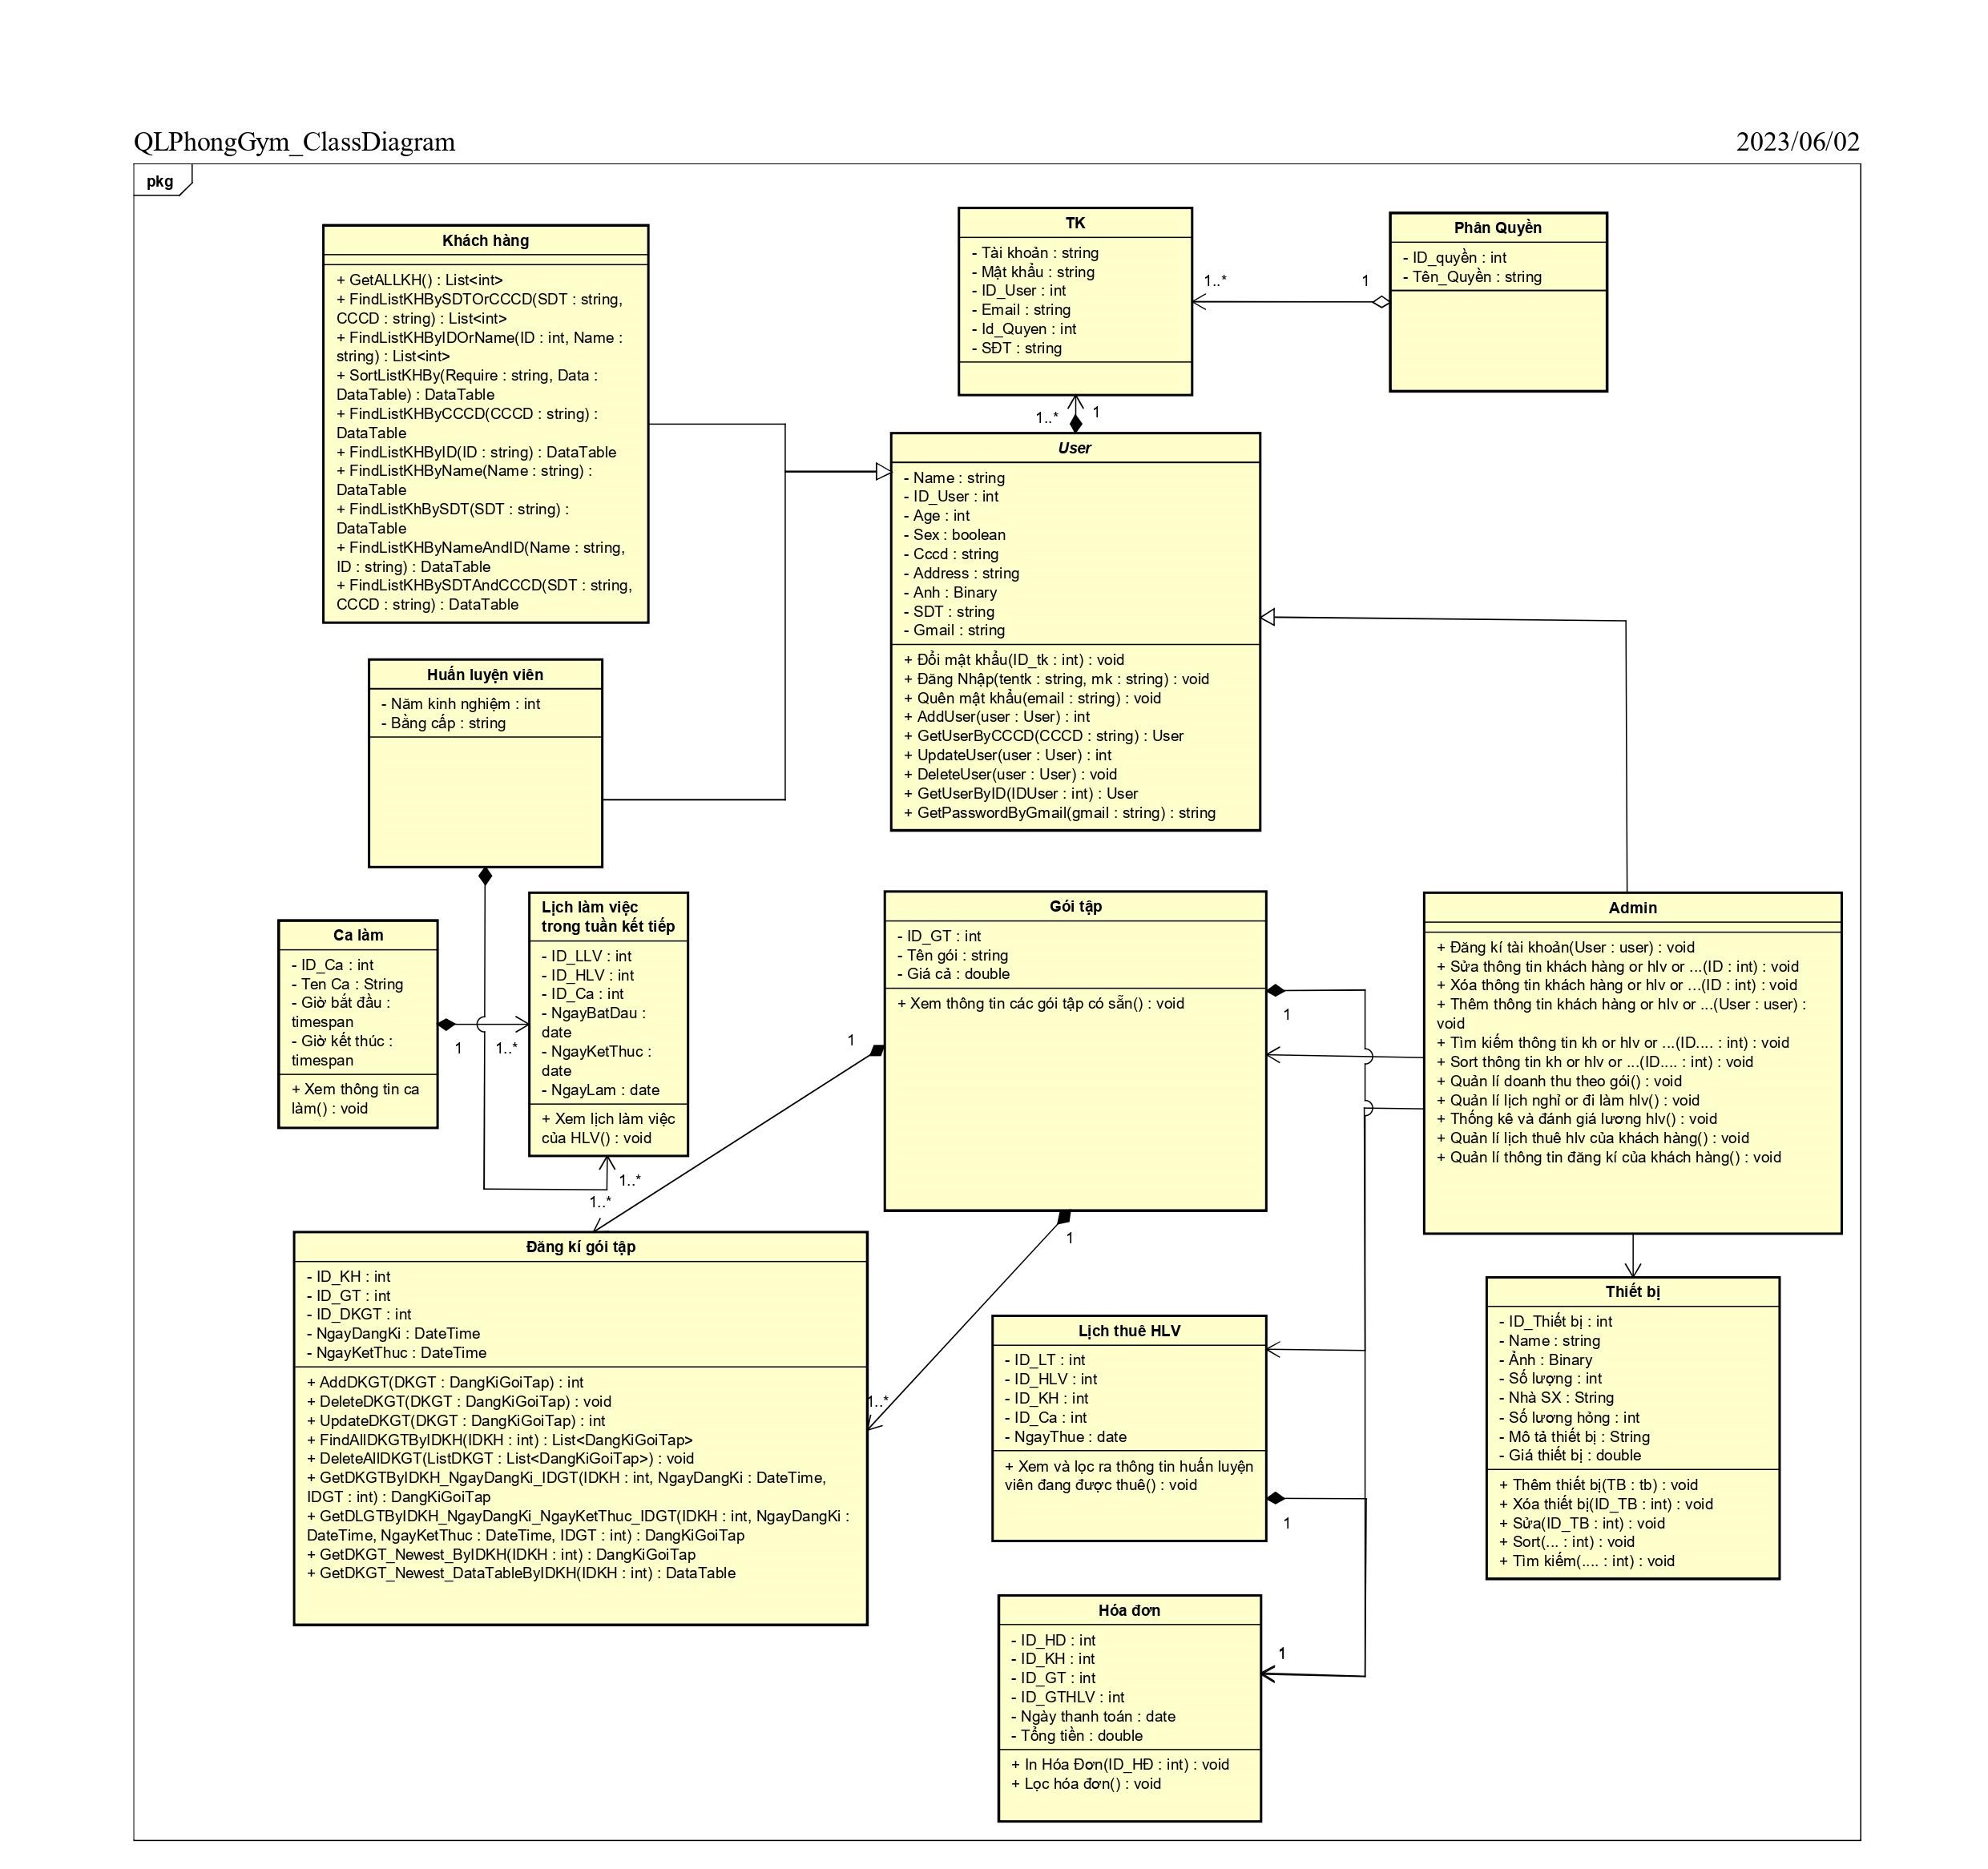 QLPhongGym_ClassDiagram
2023/06/02
pkg
Khách hàng
+ GetALLKH() : List<int>
+ FindListKHBySDTOrCCCD(SDT : string,
CCCD : string) : List<int>
+ FindListKHByIDOrName(ID : int, Name :
string) : List<int>
+ SortListKHBy(Require : string, Data :
DataTable) : DataTable
+ FindListKHByCCCD(CCCD : string) :
DataTable
+ FindListKHByID(ID : string) : DataTable
+ FindListKHByName(Name : string) :
DataTable
+ FindListKhBySDT(SDT : string) :
DataTable
+ FindListKHByNameAndID(Name : string,
ID : string) : DataTable
+ FindListKHBySDTAndCCCD(SDT : string,
CCCD : string) : DataTable
TK
- Tài khoản : string
- Mật khẩu : string
- ID_User : int
- Email : string
- Id_Quyen : int
- SĐT : string
1..*
1
Phân Quyền
- ID_quyền : int
- Tên_Quyền : string
1..*
1
User
- Name : string
- ID_User : int
- Age : int
- Sex : boolean
- Cccd : string
- Address : string
- Anh : Binary
- SDT : string
- Gmail : string
+ Đổi mật khẩu(ID_tk : int) : void
+ Đăng Nhập(tentk : string, mk : string) : void
+ Quên mật khẩu(email : string) : void
+ AddUser(user : User) : int
+ GetUserByCCCD(CCCD : string) : User
+ UpdateUser(user : User) : int
+ DeleteUser(user : User) : void
+ GetUserByID(IDUser : int) : User
+ GetPasswordByGmail(gmail : string) : string
Huấn luyện viên
- Năm kinh nghiệm : int
- Bằng cấp : string
Ca làm
- ID_Ca : int
- Ten Ca : String
- Giờ bắt đầu :
timespan
- Giờ kết thúc :
timespan
+ Xem thông tin ca
làm() : void
1
1..*
Lịch làm việc
trong tuần kết tiếp
- ID_LLV : int
- ID_HLV : int
- ID_Ca : int
- NgayBatDau :
date
- NgayKetThuc :
date
- NgayLam : date
+ Xem lịch làm việc
của HLV() : void
1..*
1..*
1
Gói tập
- ID_GT : int
- Tên gói : string
- Giá cả : double
+ Xem thông tin các gói tập có sẵn() : void
1
1
Admin
+ Đăng kí tài khoản(User : user) : void
+ Sửa thông tin khách hàng or hlv or ...(ID : int) : void
+ Xóa thông tin khách hàng or hlv or ...(ID : int) : void
+ Thêm thông tin khách hàng or hlv or ...(User : user) :
void
+ Tìm kiếm thông tin kh or hlv or ...(ID.... : int) : void
+ Sort thông tin kh or hlv or ...(ID.... : int) : void
+ Quản lí doanh thu theo gói() : void
+ Quản lí lịch nghỉ or đi làm hlv() : void
+ Thống kê và đánh giá lương hlv() : void
+ Quản lí lịch thuê hlv của khách hàng() : void
+ Quản lí thông tin đăng kí của khách hàng() : void
Đăng kí gói tập
- ID_KH : int
- ID_GT : int
- ID_DKGT : int
- NgayDangKi : DateTime
- NgayKetThuc : DateTime
+ AddDKGT(DKGT : DangKiGoiTap) : int
+ DeleteDKGT(DKGT : DangKiGoiTap) : void
+ UpdateDKGT(DKGT : DangKiGoiTap) : int
+ FindAllDKGTByIDKH(IDKH : int) : List<DangKiGoiTap>
+ DeleteAllDKGT(ListDKGT : List<DangKiGoiTap>) : void
+ GetDKGTByIDKH_NgayDangKi_IDGT(IDKH : int, NgayDangKi : DateTime,
IDGT : int) : DangKiGoiTap
+ GetDLGTByIDKH_NgayDangKi_NgayKetThuc_IDGT(IDKH : int, NgayDangKi :
DateTime, NgayKetThuc : DateTime, IDGT : int) : DangKiGoiTap
+ GetDKGT_Newest_ByIDKH(IDKH : int) : DangKiGoiTap
+ GetDKGT_Newest_DataTableByIDKH(IDKH : int) : DataTable
1..*
Lịch thuê HLV
- ID_LT : int
- ID_HLV : int
- ID_KH : int
- ID_Ca : int
- NgayThue : date
+ Xem và lọc ra thông tin huấn luyện
viên đang được thuê() : void
1
Thiết bị
- ID_Thiết bị : int
- Name : string
- Ảnh : Binary
- Số lượng : int
- Nhà SX : String
- Số lương hỏng : int
- Mô tả thiết bị : String
- Giá thiết bị : double
+ Thêm thiết bị(TB : tb) : void
+ Xóa thiết bị(ID_TB : int) : void
+ Sửa(ID_TB : int) : void
+ Sort(... : int) : void
+ Tìm kiếm(.... : int) : void
Hóa đơn
- ID_HD : int
- ID_KH : int
- ID_GT : int
- ID_GTHLV : int
- Ngày thanh toán : date
- Tổng tiền : double
+ In Hóa Đơn(ID_HĐ : int) : void
+ Lọc hóa đơn() : void
1